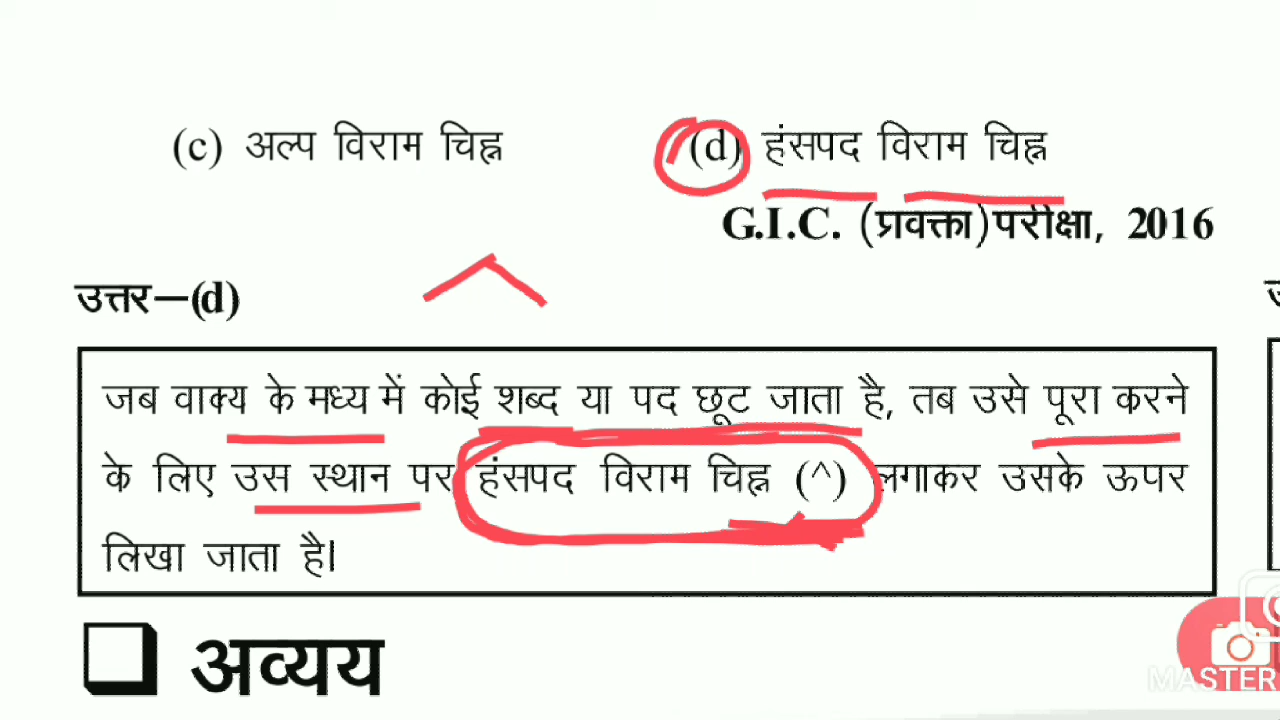 (c) अल्प विराम चिह्न (d) हंसपद विराम चिह्न
G.I.C. (प्रवक्ता) परीक्षा, 2016
उत्तर—(d)
जब वाक्य के मध्य में कोई शब्द या पद छूट जाता है, तब उसे पूरा करने
के लिए उस स्थान पर हंसपद विराम चिह्न (^) लगाकर उसके ऊपर
लिखा जाता है।
अव्यय
MASTER